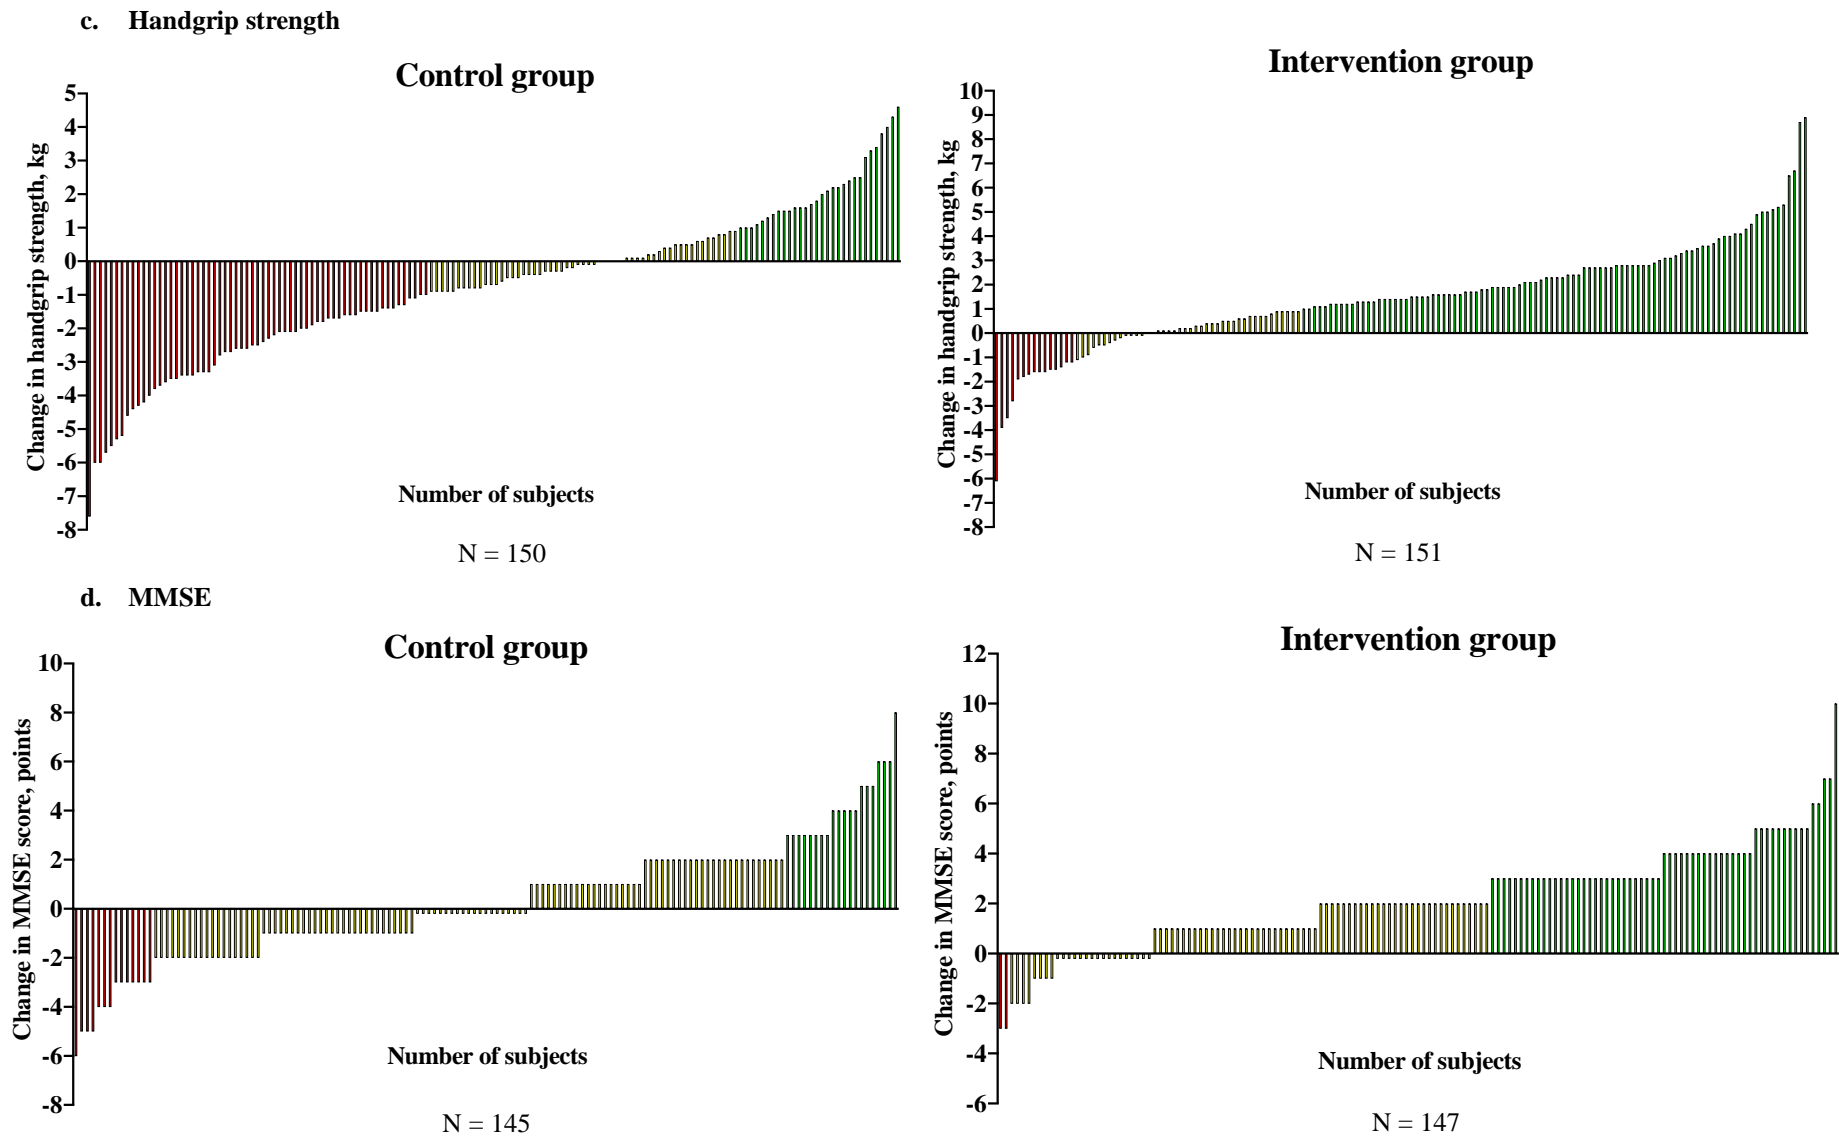 c. Handgrip strength
Control group
Change in handgrip strength, kg
5
4
3
2
1
0
-1
-2
-3
-4
-5
-6
-7
-8
Number of subjects
N = 150
Intervention group
Change in handgrip strength, kg
10
9
8
7
6
5
4
3
2
1
0
-1
-2
-3
-4
-5
-6
-7
-8
Number of subjects
N = 151
d. MMSE
Control group
Change in MMSE score, points
10
8
6
4
2
0
-2
-4
-6
-8
Number of subjects
N = 145
Intervention group
Change in MMSE score, points
12
10
8
6
4
2
0
-2
-4
-6
Number of subjects
N = 147